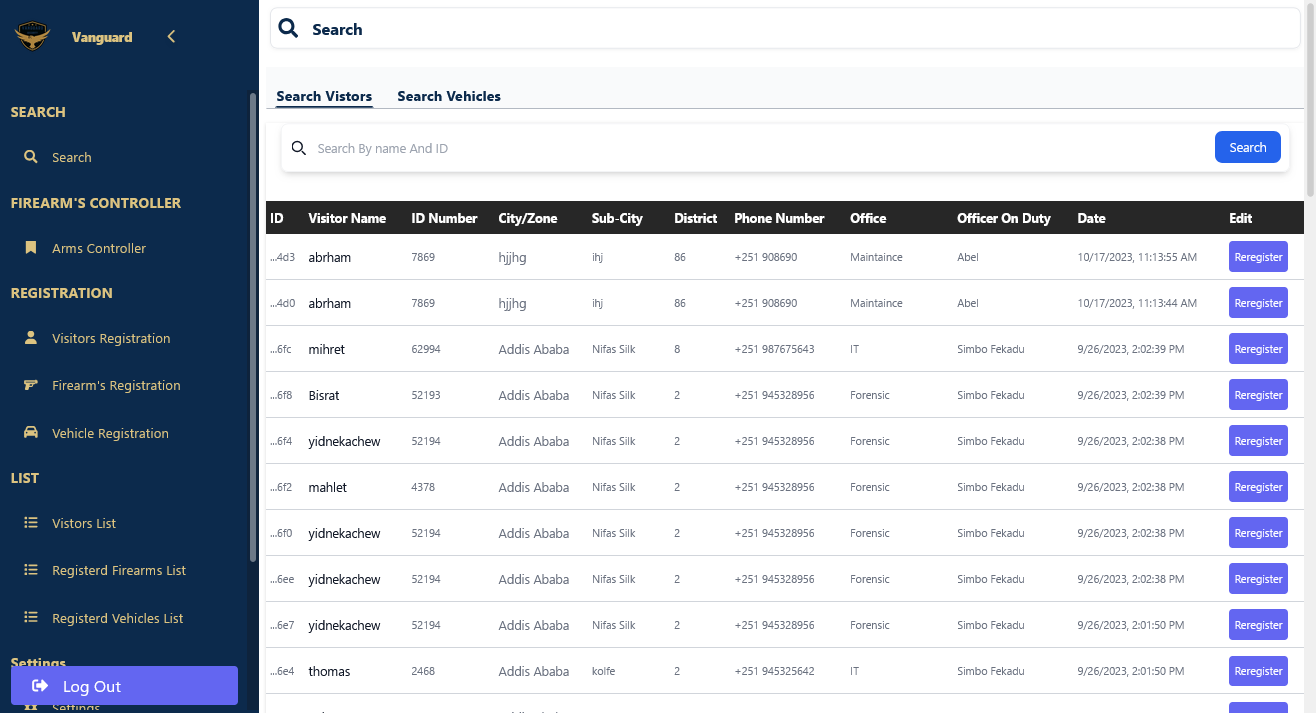 Vanguard
SEARCH
Search
FIREARM'S CONTROLLER
Arms Controller
REGISTRATION
Visitors Registration
Firearm's Registration
Vehicle Registration
LIST
Vistors List
Registerd Firearms List
Registerd Vehicles List
Settings
Log Out
Settings
Search
Search Vistors Search Vehicles
Search By name And ID Search
ID Visitor Name ID Number City/Zone Sub-City District Phone Number Office Officer On Duty Date Edit
...4d3 abrham 7869 hjjhg ihj 86 +251 908690 Maintaince Abel 10/17/2023, 11:13:55 AM Reregister
...4d0 abrham 7869 hjjhg ihj 86 +251 908690 Maintaince Abel 10/17/2023, 11:13:44 AM Reregister
...6fc mihret 62994 Addis Ababa Nifas Silk 8 +251 987675643 IT Simbo Fekadu 9/26/2023, 2:02:39 PM Reregister
...6f8 Bisrat 52193 Addis Ababa Nifas Silk 2 +251 945328956 Forensic Simbo Fekadu 9/26/2023, 2:02:39 PM Reregister
...6f4 yidnekachew 52194 Addis Ababa Nifas Silk 2 +251 945328956 Forensic Simbo Fekadu 9/26/2023, 2:02:38 PM Reregister
...6f2 mahlet 4378 Addis Ababa Nifas Silk 2 +251 945328956 Forensic Simbo Fekadu 9/26/2023, 2:02:38 PM Reregister
...6f0 yidnekachew 52194 Addis Ababa Nifas Silk 2 +251 945328956 Forensic Simbo Fekadu 9/26/2023, 2:02:38 PM Reregister
...6ee yidnekachew 52194 Addis Ababa Nifas Silk 2 +251 945328956 Forensic Simbo Fekadu 9/26/2023, 2:02:38 PM Reregister
...6e7 yidnekachew 52194 Addis Ababa Nifas Silk 2 +251 945328956 Forensic Simbo Fekadu 9/26/2023, 2:01:50 PM Reregister
...6e4 thomas 2468 Addis Ababa kolfe 2 +251 945325642 IT Simbo Fekadu 9/26/2023, 2:01:50 PM Reregister